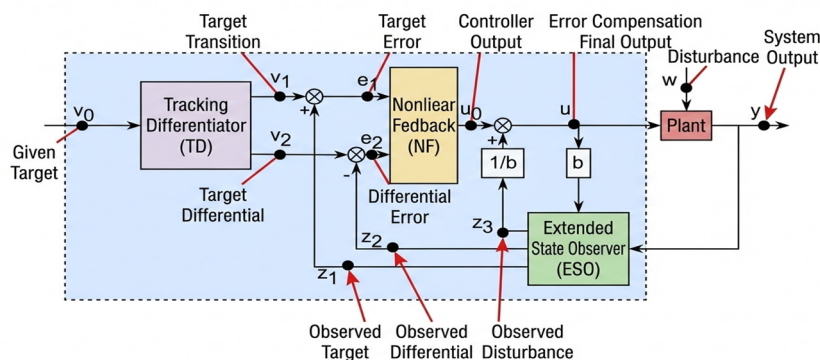 Target
Transition
Target
Error
Controller
Output
Error Compensation
Final Output
System
Output
Disturbance
w
v0
v1
v2
+
-
e1
e2
u0
+
u
y
Tracking
Differentiator
(TD)
Nonlinear
Fedback
(NF)
Plant
1/b
b
Given
Target
Target
Differential
Differential
Error
z3
z2
z1
Extended
State Observer
(ESO)
Observed
Target
Observed
Differential
Observed
Disturbance